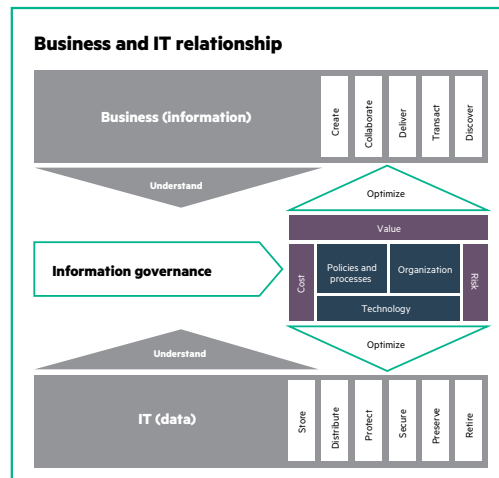 Business and IT relationship
Business (information)
Create
Collaborate
Deliver
Transact
Discover
Understand
Optimize
Value
Information governance
Cost
Policies and
processes
Organization
Risk
Technology
Understand
Optimize
IT (data)
Store
Distribute
Protect
Secure
Preserve
Retire